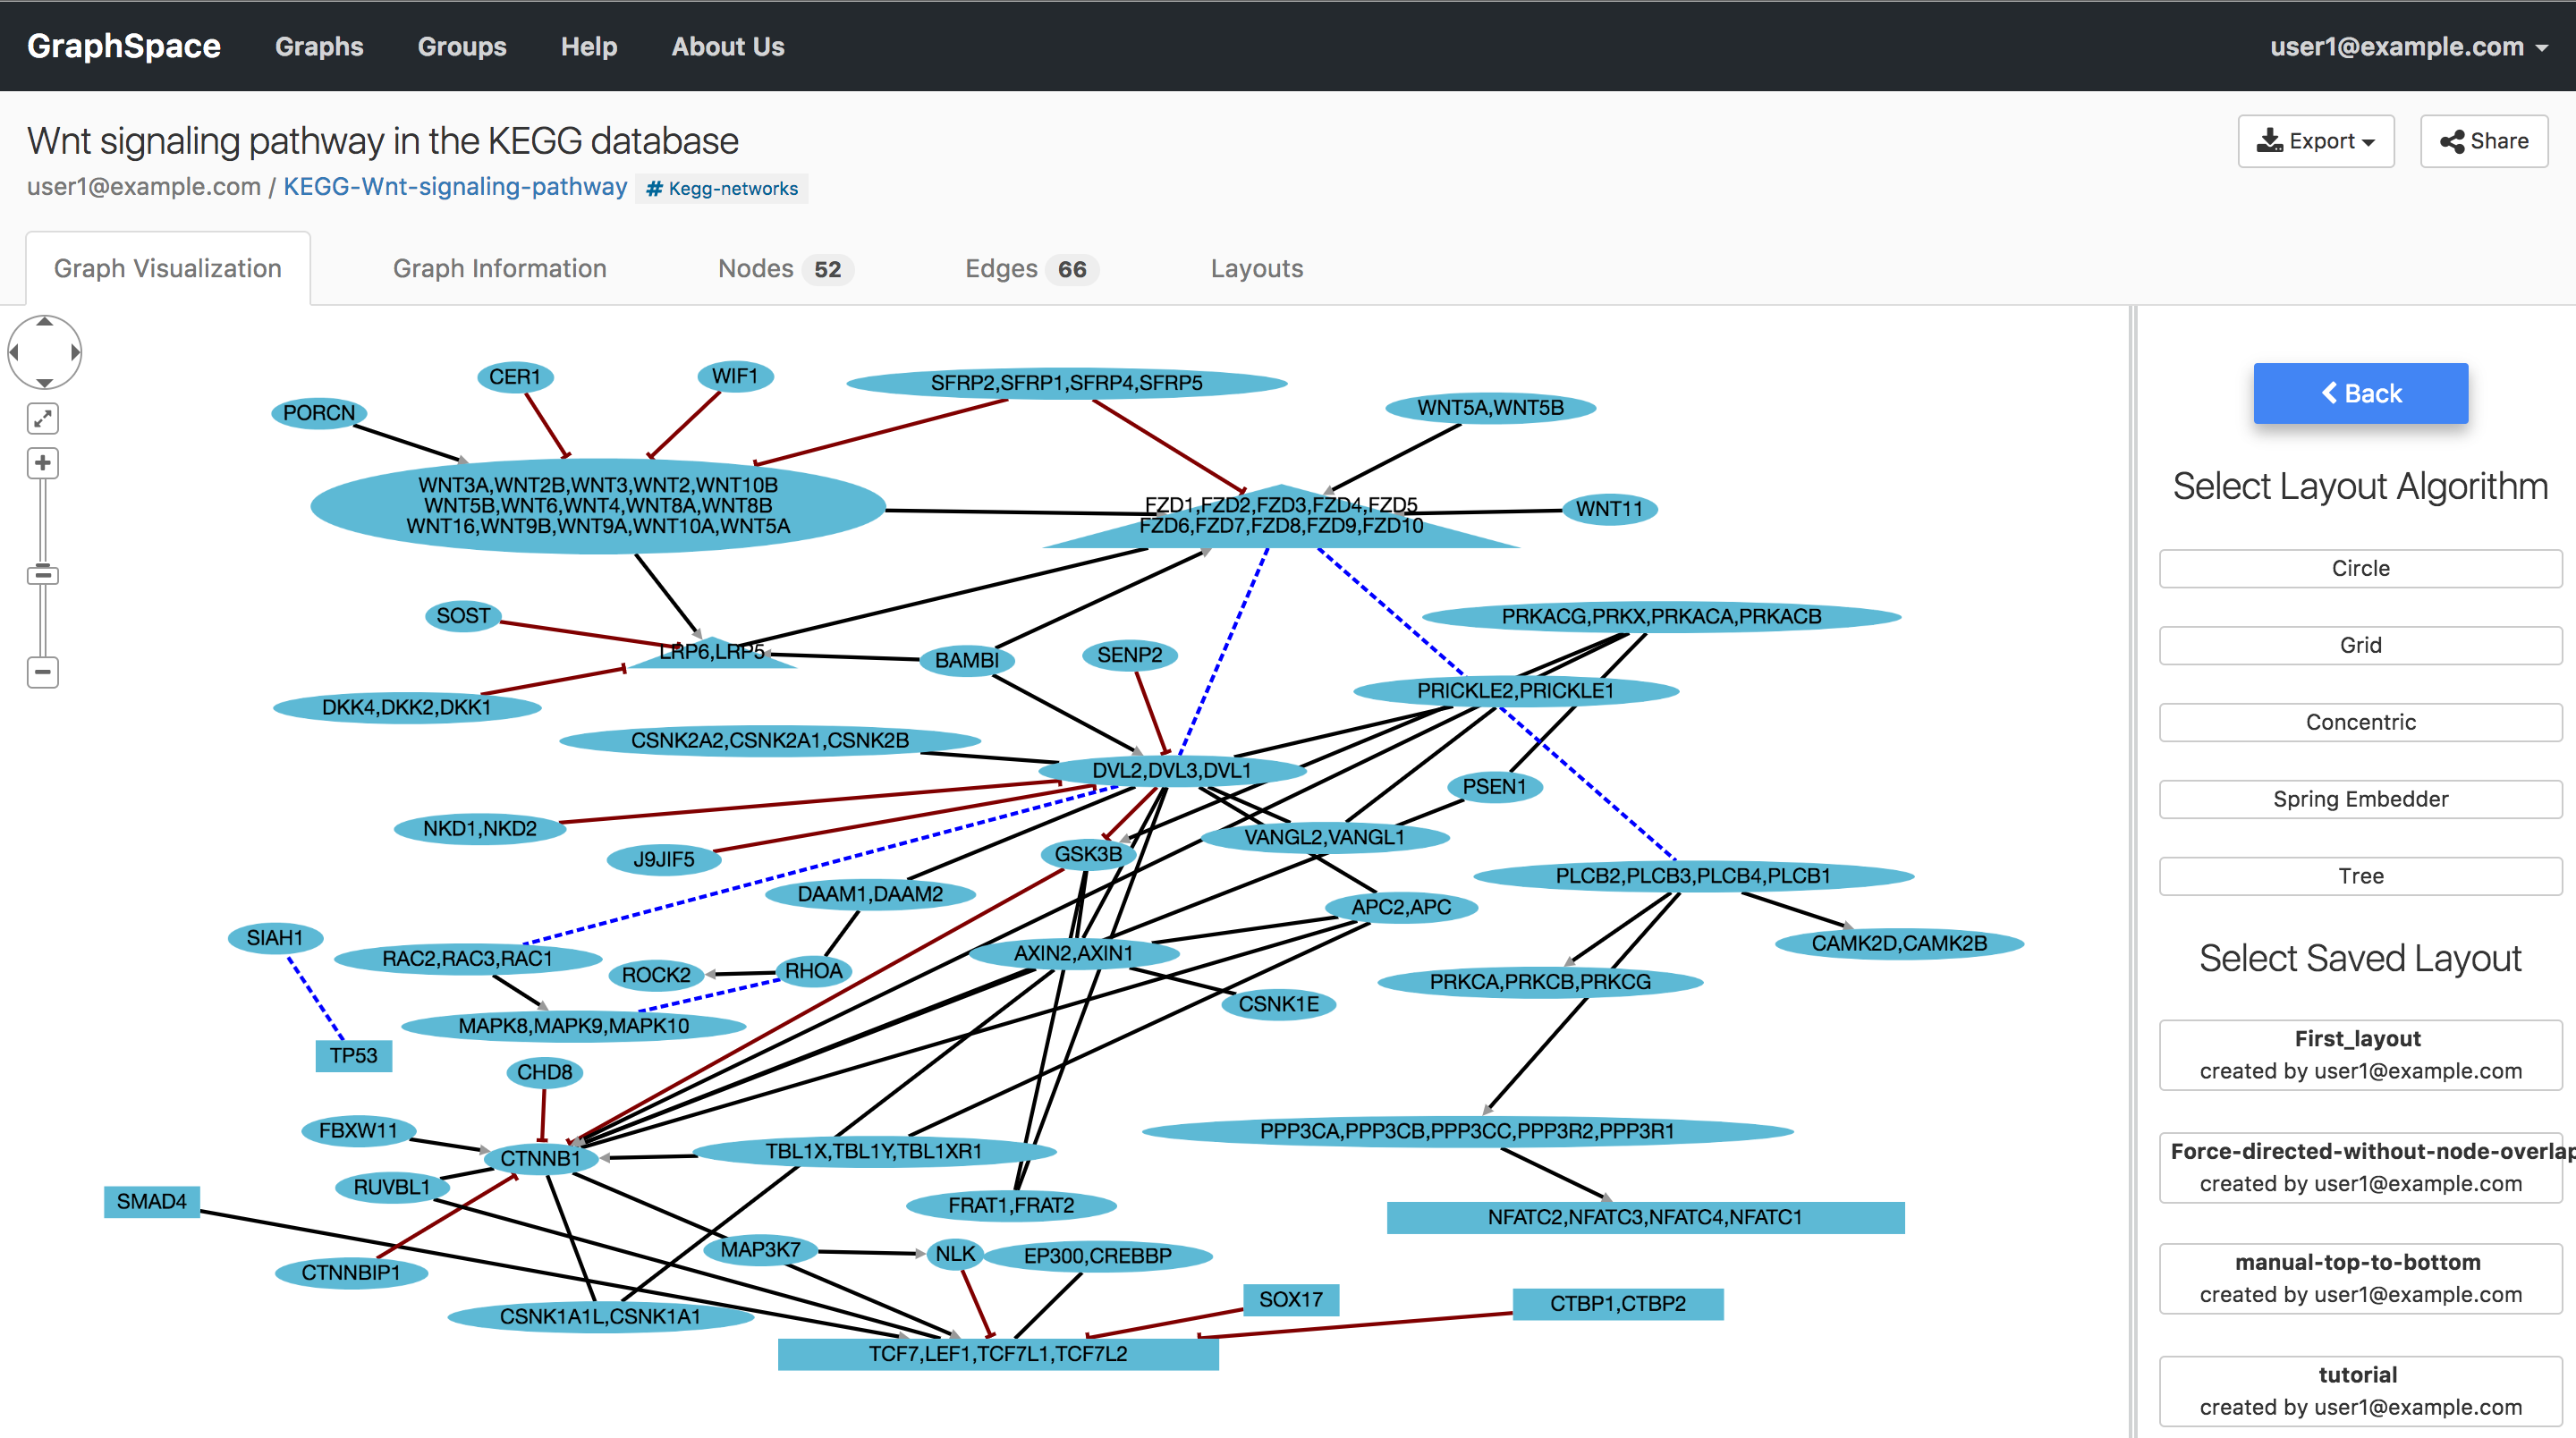 GraphSpace Graphs Groups Help About Us user1@example.com
Wnt signaling pathway in the KEGG database
Export Share
user1@example.com / KEGG-Wnt-signaling-pathway # Kegg-networks
Graph Visualization Graph Information Nodes 52 Edges 66 Layouts
CER1
WIF1
SFRP2,SFRP1,SFRP4,SFRP5
PORCN
WNT5A,WNT5B
WNT3A,WNT2B,WNT3,WNT2,WNT10B
WNT5B,WNT6,WNT4,WNT8A,WNT8B
WNT16,WNT9B,WNT9A,WNT10A,WNT5A
FZD1,FZD2,FZD3,FZD4,FZD5
FZD6,FZD7,FZD8,FZD9,FZD10
WNT11
SOST
PRKACG,PRKX,PRKACA,PRKACB
LRP6,LRP5
BAMBI
SENP2
PRICKLE2,PRICKLE1
DKK4,DKK2,DKK1
CSNK2A2,CSNK2A1,CSNK2B
DVL2,DVL3,DVL1
PSEN1
NKD1,NKD2
VANGL2,VANGL1
J9JIF5
GSK3B
PLCB2,PLCB3,PLCB4,PLCB1
DAAM1,DAAM2
APC2,APC
SIAH1
CAMK2D,CAMK2B
RAC2,RAC3,RAC1
AXIN2,AXIN1
ROCK2
RHOA
PRKCA,PRKCB,PRKCG
CSNK1E
MAPK8,MAPK9,MAPK10
TP53
CHD8
FBXW11
PPP3CA,PPP3CB,PPP3CC,PPP3R2,PPP3R1
CTNNB1
TBL1X,TBL1Y,TBL1XR1
RUVBL1
SMAD4
FRAT1,FRAT2
NFATC2,NFATC3,NFATC4,NFATC1
MAP3K7
NLK
EP300,CREBBP
CTNNBIP1
SOX17
CTBP1,CTBP2
CSNK1A1L,CSNK1A1
TCF7,LEF1,TCF7L1,TCF7L2
Back
Select Layout Algorithm
Circle
Grid
Concentric
Spring Embedder
Tree
Select Saved Layout
First_layout
created by user1@example.com
Force-directed-without-node-overlap
created by user1@example.com
manual-top-to-bottom
created by user1@example.com
tutorial
created by user1@example.com